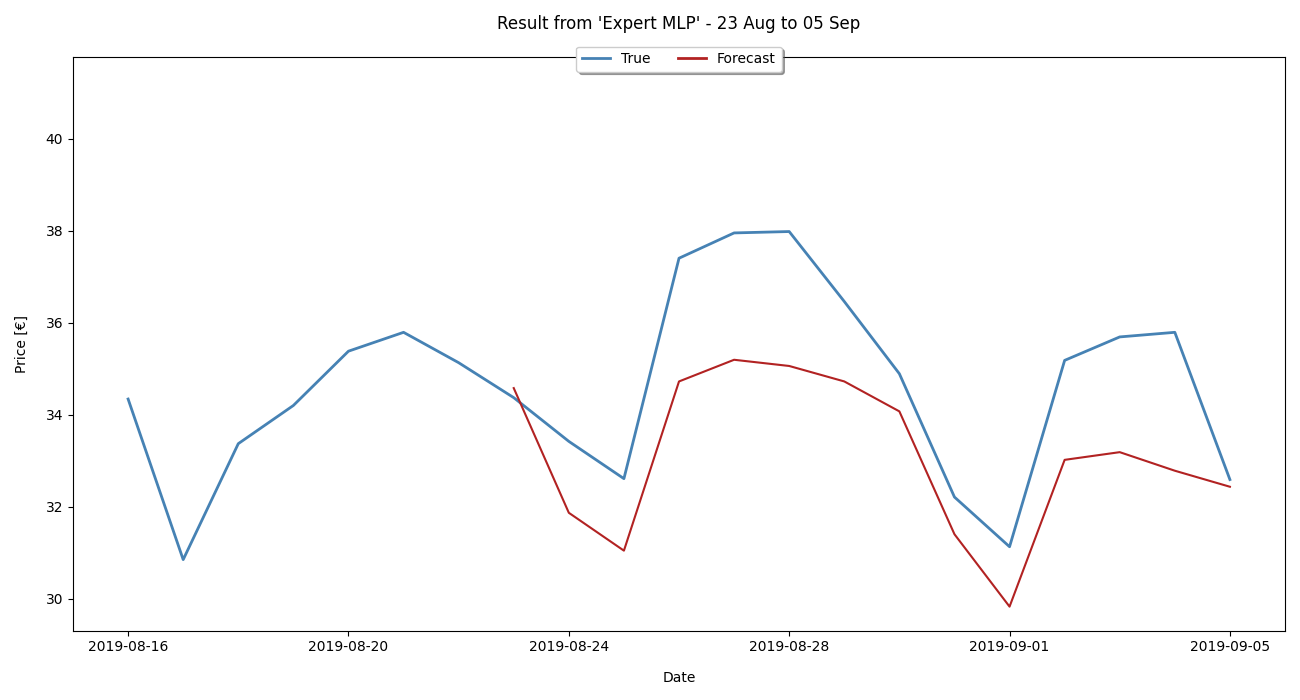 Result from 'Expert MLP' - 23 Aug to 05 Sep
True Forecast
40
38
36
34
32
30
Price [€]
2019-08-16 2019-08-20 2019-08-24 2019-08-28 2019-09-01 2019-09-05
Date